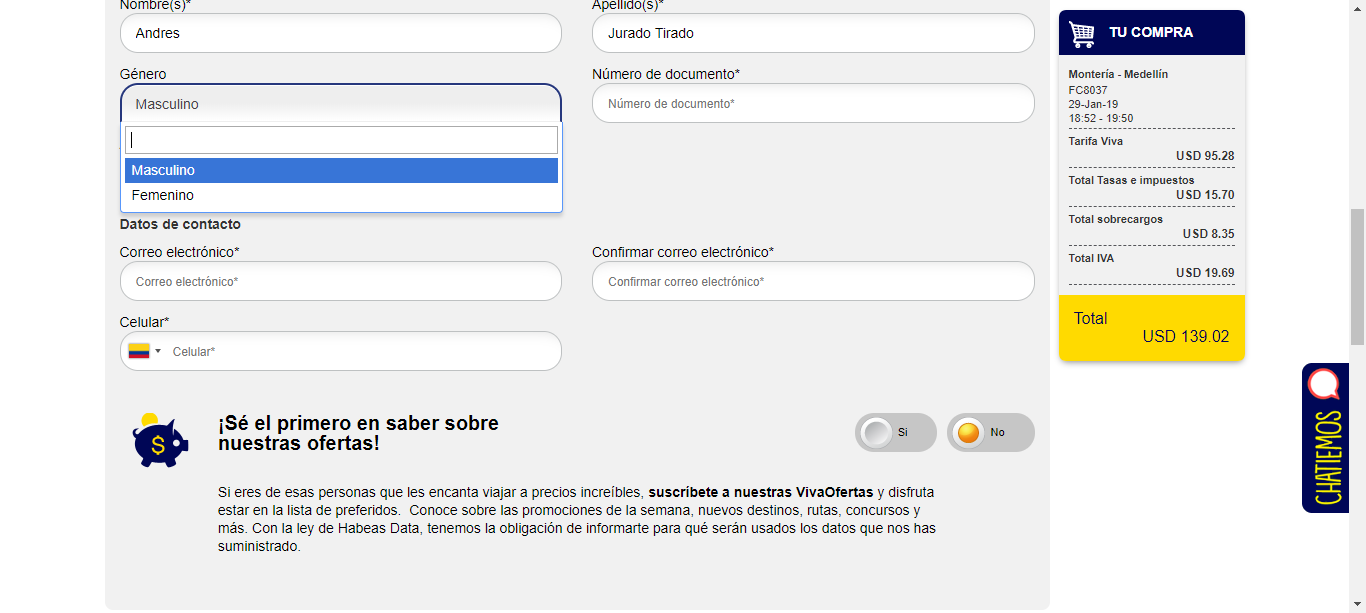 Nombre(s)*
Apellido(s)*
Andres
Jurado Tirado
Género
Número de documento*
Masculino
Número de documento*
Masculino
Femenino
Datos de contacto
Correo electrónico*
Confirmar correo electrónico*
Correo electrónico*
Confirmar correo electrónico*
Celular*
Celular*
¡Sé el primero en saber sobre
nuestras ofertas!
Si
No
Si eres de esas personas que les encanta viajar a precios increíbles, suscríbete a nuestras VivaOfertas y disfruta
estar en la lista de preferidos. Conoce sobre las promociones de la semana, nuevos destinos, rutas, concursos y
más. Con la ley de Habeas Data, tenemos la obligación de informarte para qué serán usados los datos que nos has
suministrado.
TU COMPRA
Montería - Medellín
FC8037
29-Jan-19
18:52 - 19:50
Tarifa Viva
USD 95.28
Total Tasas e impuestos
USD 15.70
Total sobrecargos
USD 8.35
Total IVA
USD 19.69
Total
USD 139.02
CHATIEMOS